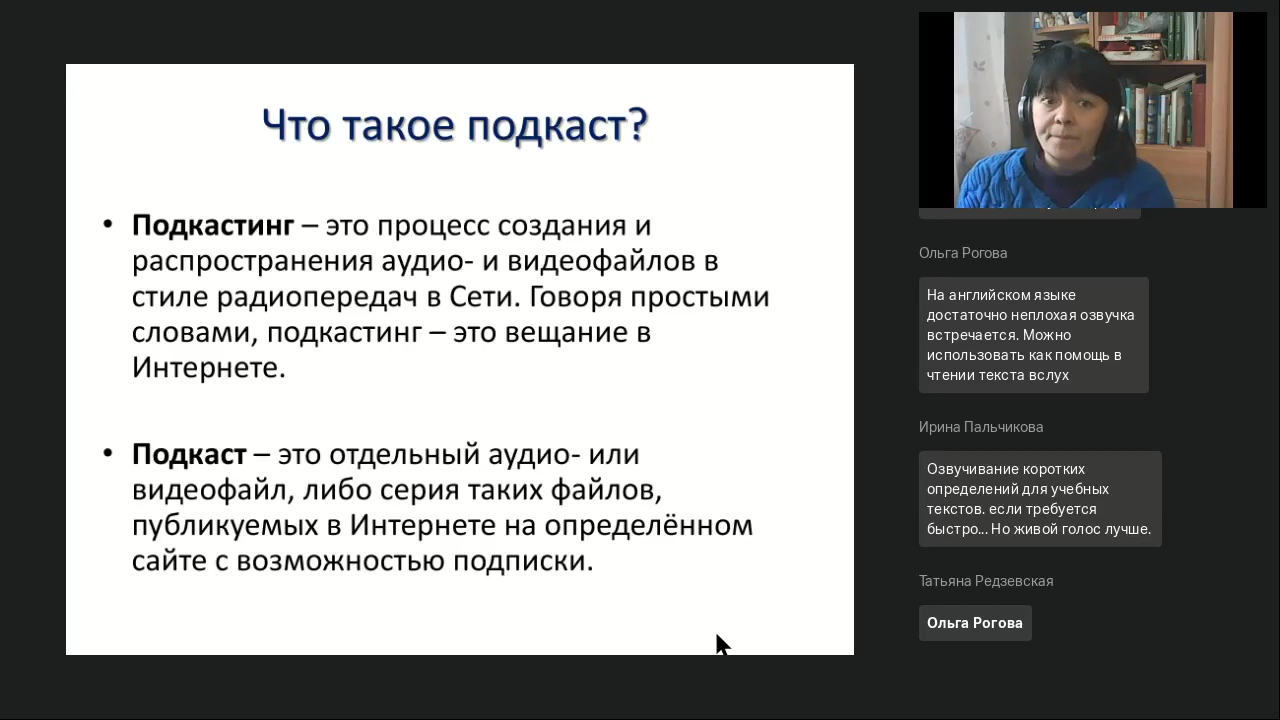 Что такое подкаст?
• Подкастинг – это процесс создания и
распространения аудио- и видеофайлов в
стиле радиопередач в Сети. Говоря простыми
словами, подкастинг – это вещание в
Интернете.
• Подкаст – это отдельный аудио- или
видеофайл, либо серия таких файлов,
публикуемых в Интернете на определённом
сайте с возможностью подписки.
Ольга Рогова
На английском языке
достаточно неплохая озвучка
встречается. Можно
использовать как помощь в
чтении текста вслух
Ирина Пальчикова
Озвучивание коротких
определений для учебных
текстов. если требуется
быстро... Но живой голос лучше.
Татьяна Редзевская
Ольга Рогова